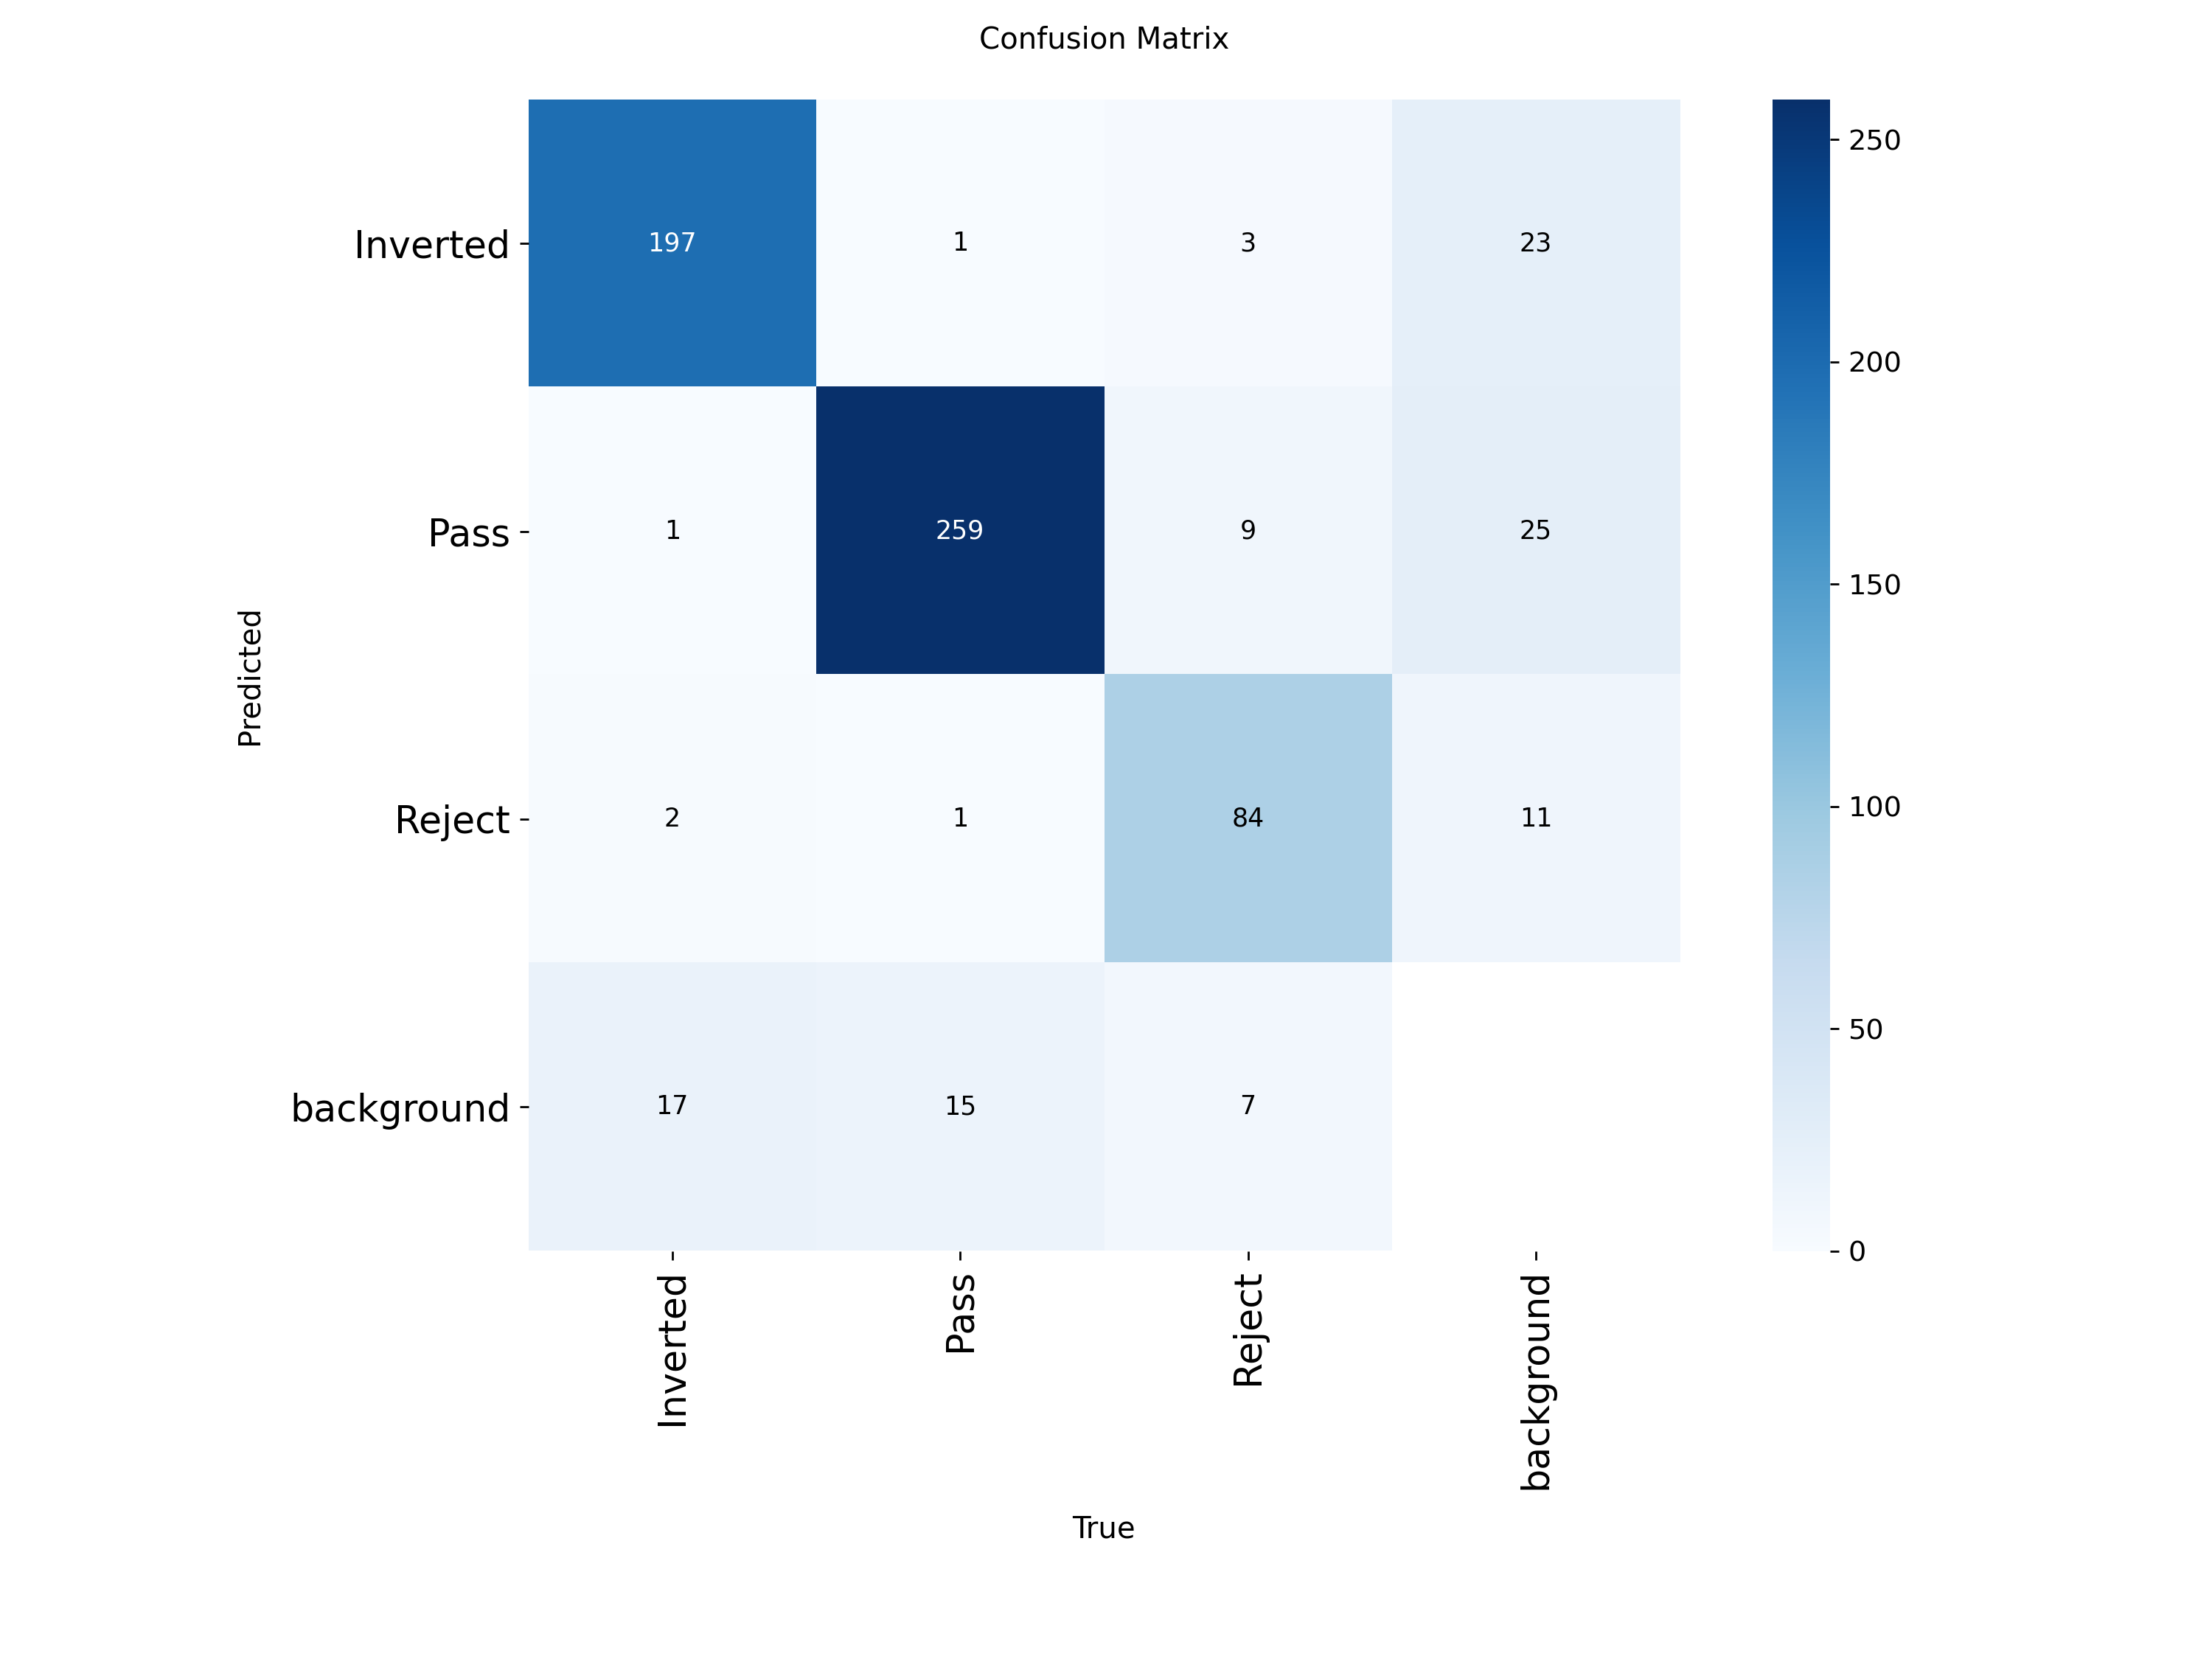 Confusion Matrix
Inverted 197 1 3 23
Pass 1 259 9 25
Reject 2 1 84 11
background 17 15 7
Inverted Pass Reject background
Predicted
True
250
200
150
100
50
0